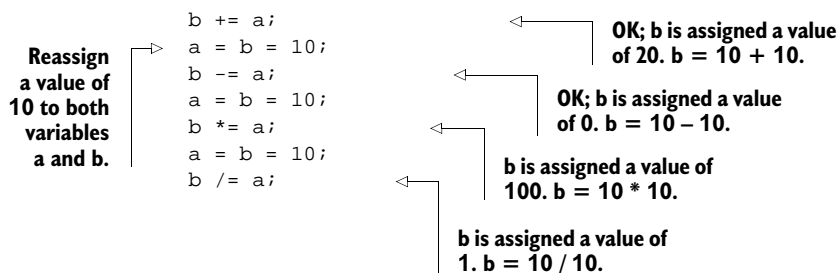 b += a;
a = b = 10;
b -= a;
a = b = 10;
b *= a;
a = b = 10;
b /= a;
Reassign
a value of
10 to both
variables
a and b.
OK; b is assigned a value
of 20. b = 10 + 10.
OK; b is assigned a value
of 0. b = 10 – 10.
b is assigned a value of
100. b = 10 * 10.
b is assigned a value of
1. b = 10 / 10.